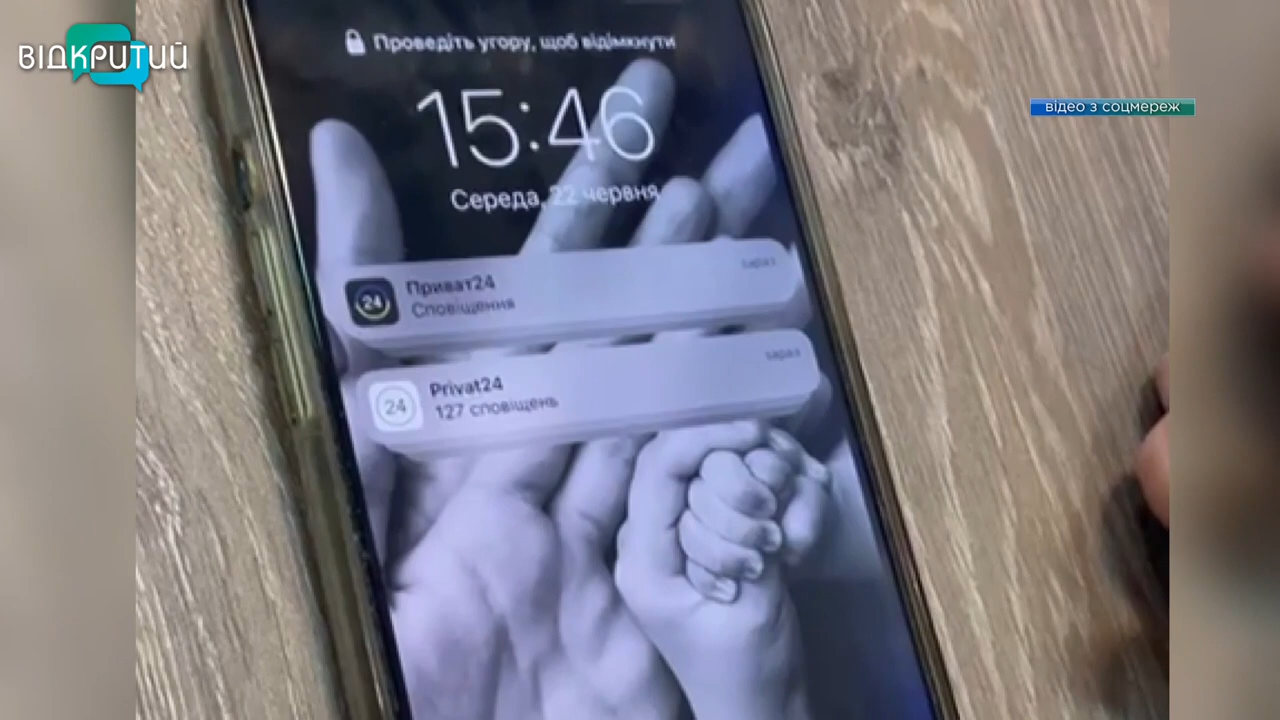 ВІДКРИТИЙ
відео з соцмереж
Проведіть угору, щоб відімкнути
15:46
Середа, 22 червня
Приват24
зараз
Сповіщення
24
Privat24
зараз
127 сповіщень
24